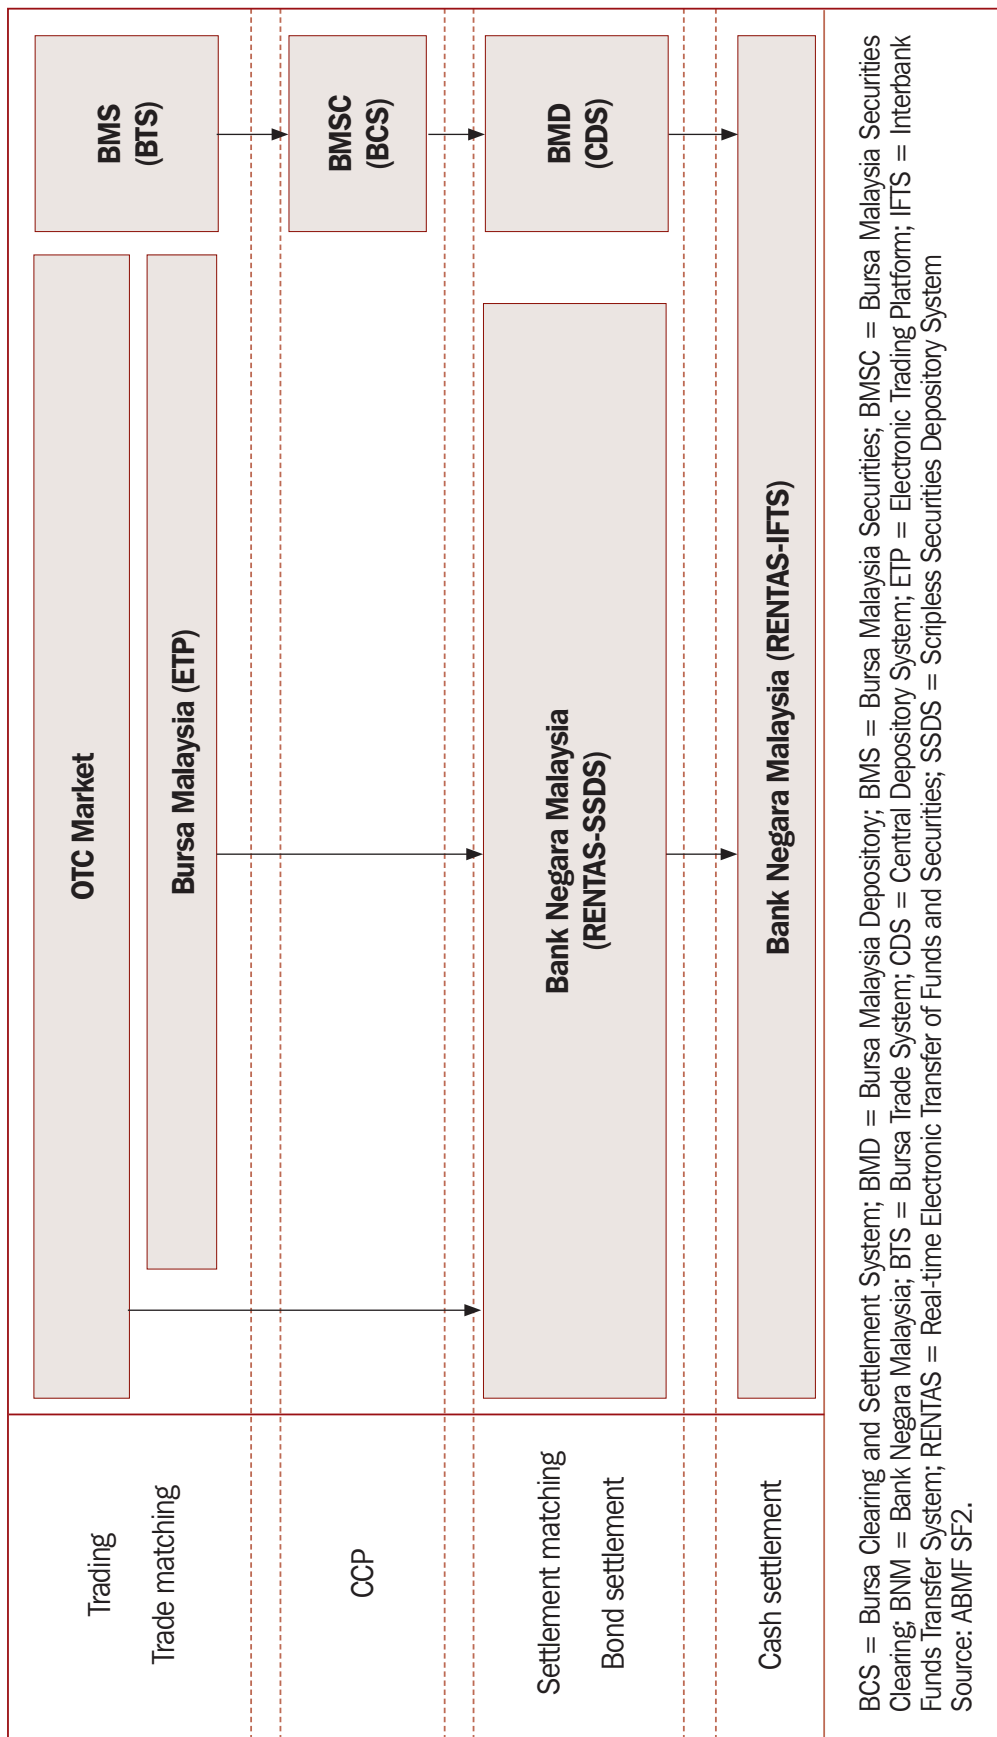 Trading
Trade matching
OTC Market
Bursa Malaysia (ETP)
BMS
(BTS)
CCP
BMSC
(BCS)
Settlement matching
Bond settlement
Bank Negara Malaysia
(RENTAS-SSDS)
BMD
(CDS)
Cash settlement
Bank Negara Malaysia (RENTAS-IFTS)
BCS = Bursa Clearing and Settlement System; BMD = Bursa Malaysia Depository; BMS = Bursa Malaysia Securities; BMSC = Bursa Malaysia Securities
Clearing; BNM = Bank Negara Malaysia; BTS = Bursa Trade System; CDS = Central Depository System; ETP = Electronic Trading Platform; IFTS = Interbank
Funds Transfer System; RENTAS = Real-time Electronic Transfer of Funds and Securities; SSDS = Scripless Securities Depository System
Source: ABMF SF2.